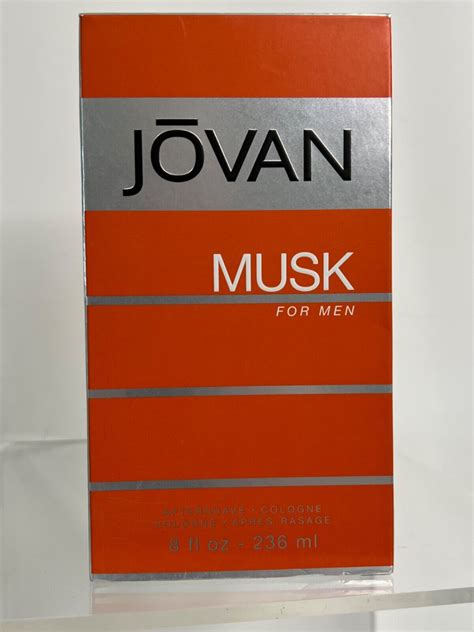 JŌVAN
MUSK
FOR MEN
AFTERSHAVE • COLOGNE
COLOGNE • APRÈS RASAGE
8 fl oz - 236 ml